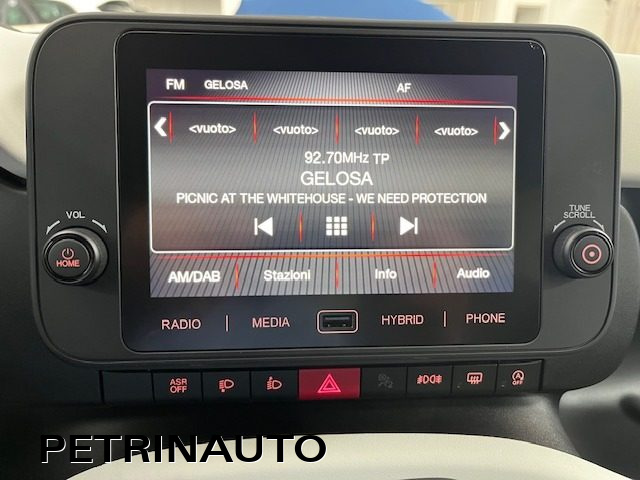 FM GELOSA AF
<vuoto> <vuoto> <vuoto> <vuoto>
92.70MHz TP
GELOSA
PICNIC AT THE WHITEHOUSE - WE NEED PROTECTION
AM/DAB Stazioni Info Audio
VOL
HOME
TUNE
SCROLL
RADIO MEDIA HYBRID PHONE
ASR
OFF
OFF
PETRINAUTO